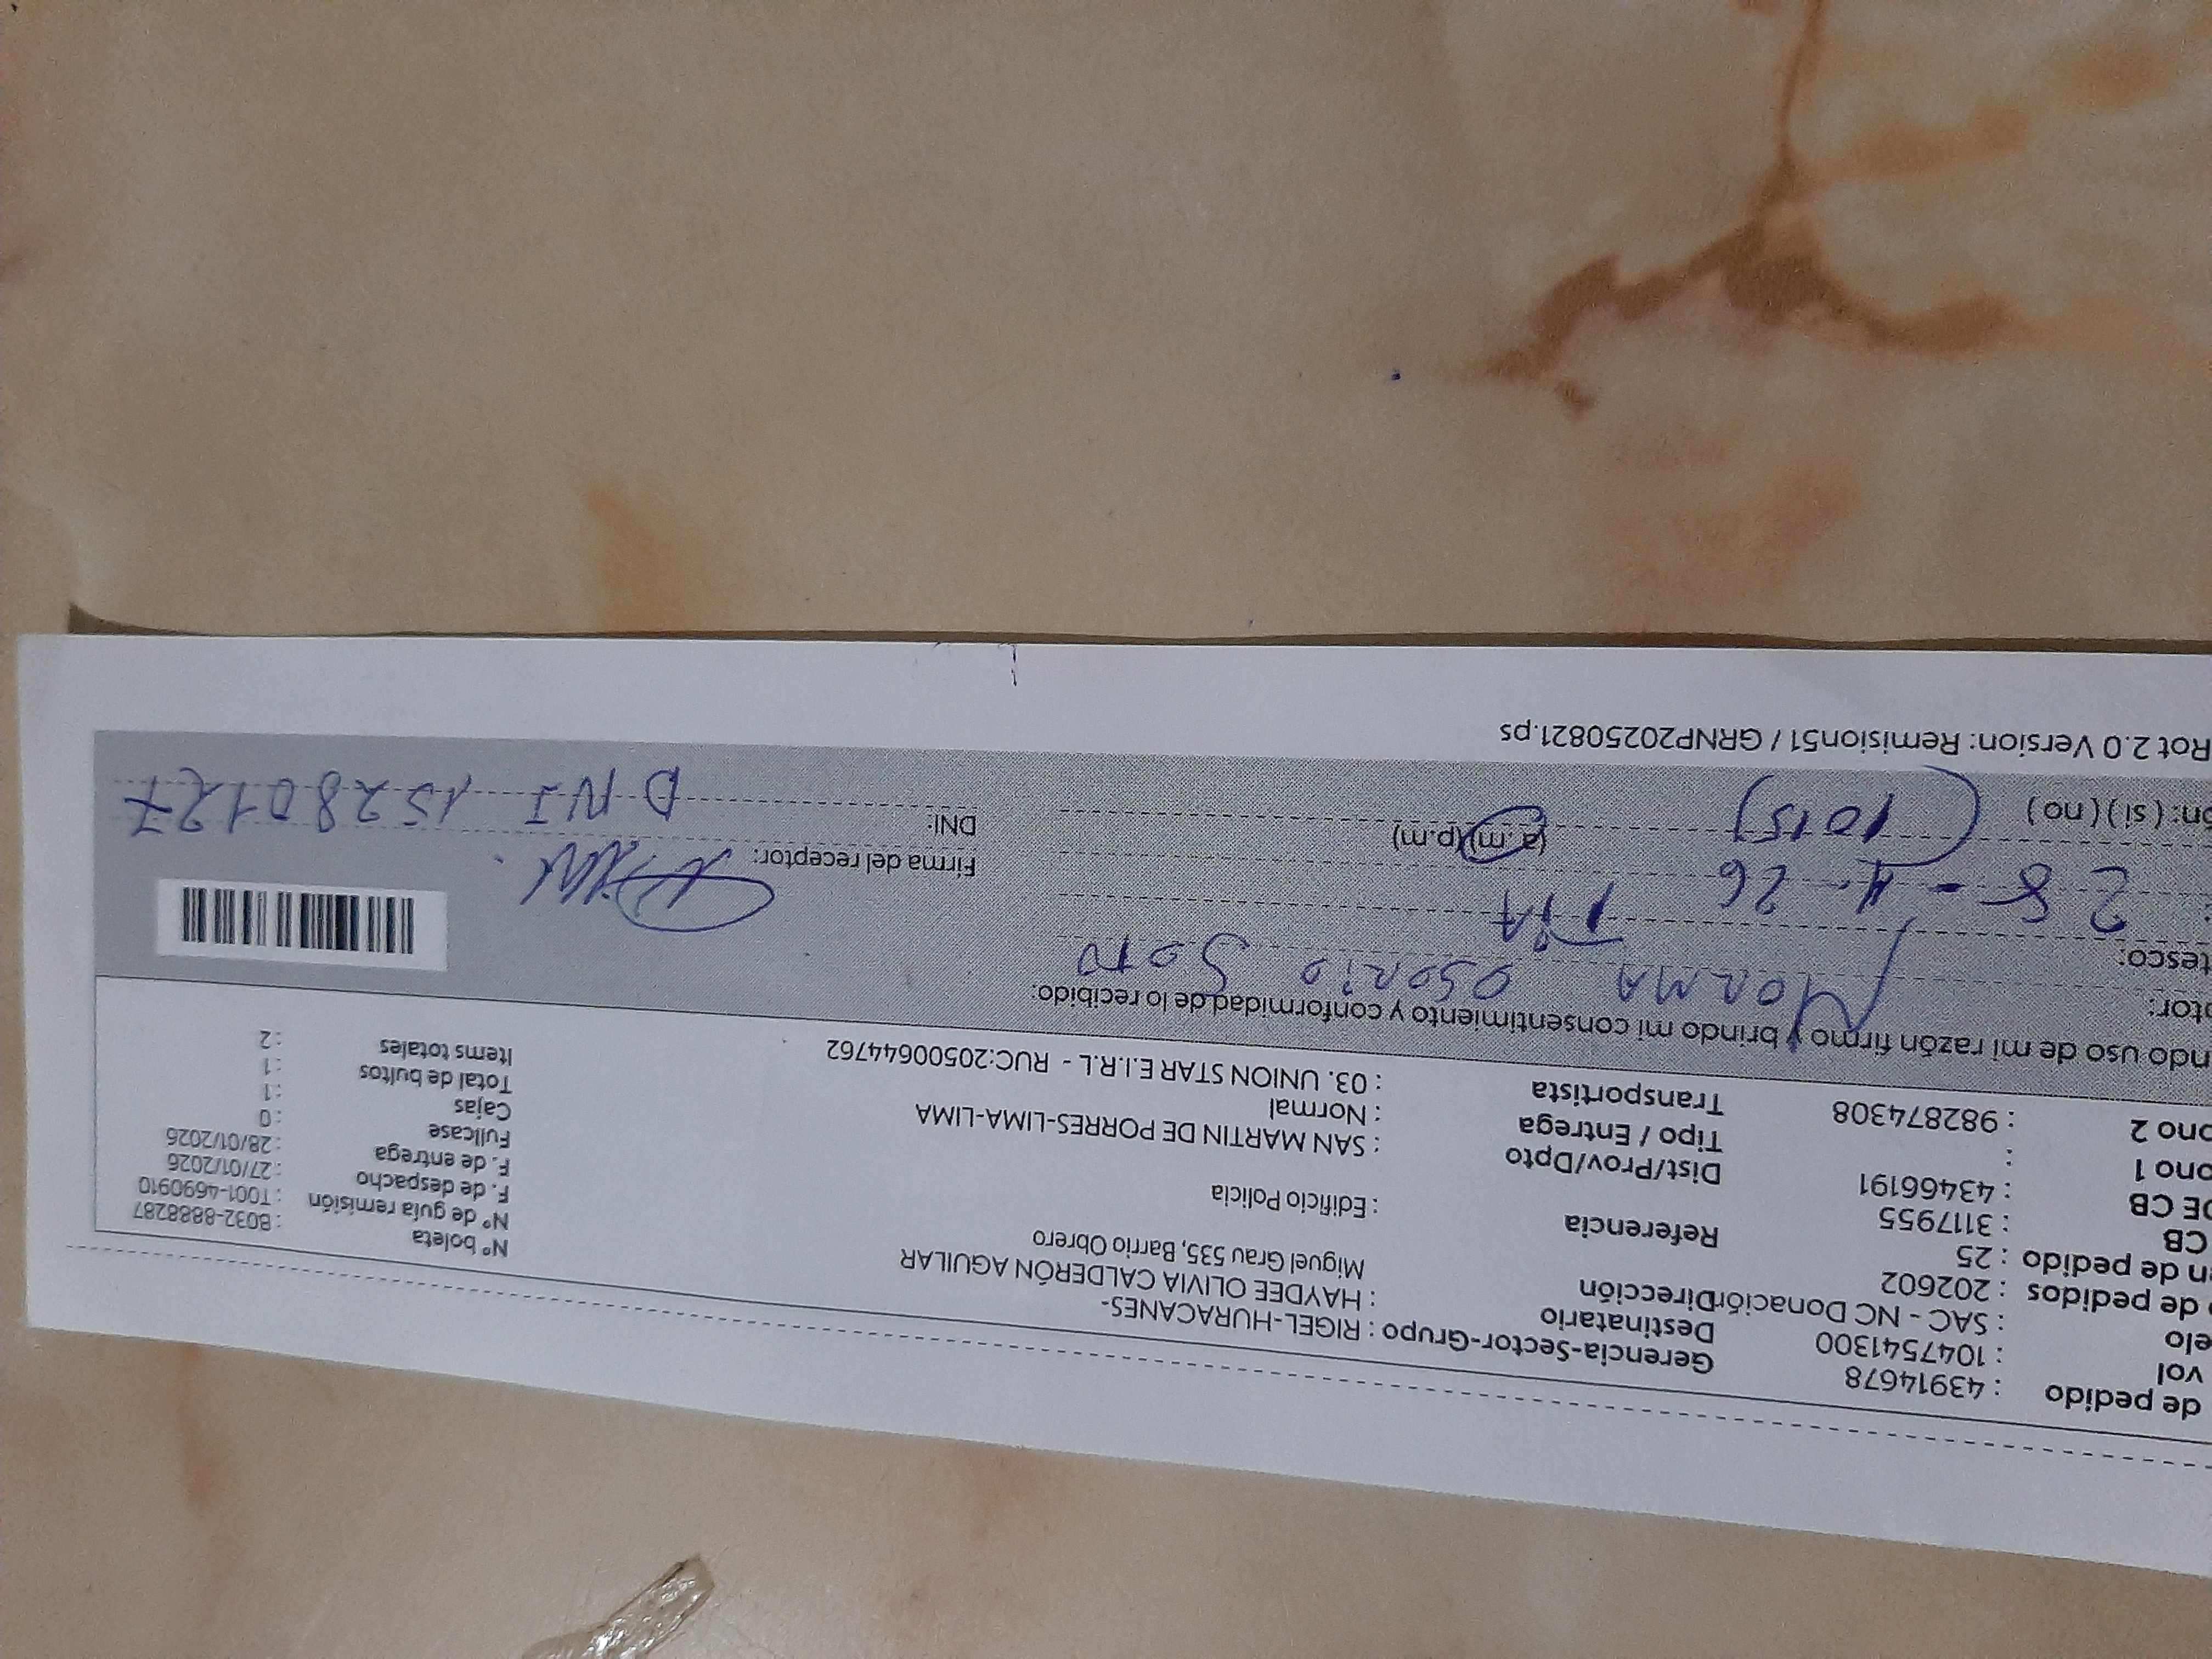 de pedido : 43914678 Gerencia-Sector-Grupo : RIGEL-HURACANES-
vol : 1047541300 Destinatario : HAYDEE OLIVIA CALDERÓN AGUILAR
elo : SAC - NC Donación Dirección Miguel Grau 535, Barrio Obrero
de pedidos : 202602
n de pedido : 25 Referencia : Edificio Policia
CB : 3117955
DE CB : 43466191 Dist/Prov/Dpto : SAN MARTIN DE PORRES-LIMA-LIMA
ono 1 : Tipo / Entrega : Normal
ono 2 : 982874308 Transportista : 03. UNION STAR E.I.R.L - RUC:20500644762
Nº boleta : B032-8888287
Nº de guía remisión : T001-4690910
F. de despacho : 27/01/2026
F. de entrega : 28/01/2026
Fullcase : 0
Cajas : 1
Total de bultos : 1
Items totales : 2
ndo uso de mi razón firmo y brindo mi consentimiento y conformidad de lo recibido:
ptor: NORMA OSORIO SOTO
tesco: TÍA
28 - 1 - 26
Firma del receptor:
ón: ( si ) ( no ) (1015) (a.m)(p.m)
DNI: DNI 15280127
Rot 2.0 Version: Remision51 / GRNP20250821.ps